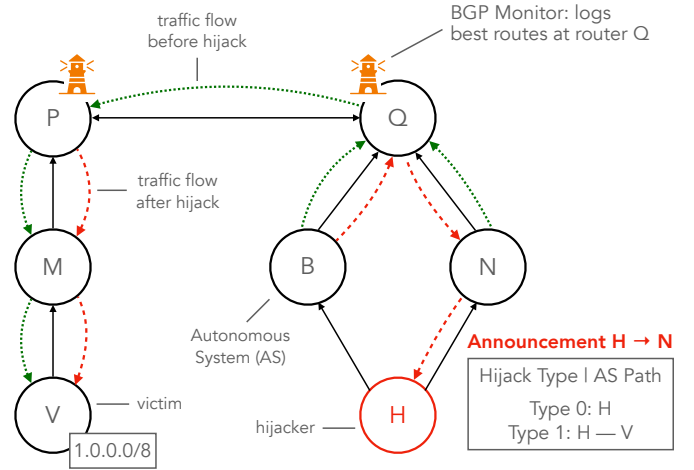 traffic flow
before hijack
BGP Monitor: logs
best routes at router Q
P
Q
traffic flow
after hijack
M
B
N
Autonomous
System (AS)
Announcement H → N
Hijack Type | AS Path
Type 0: H
Type 1: H — V
V
victim
1.0.0.0/8
hijacker
H